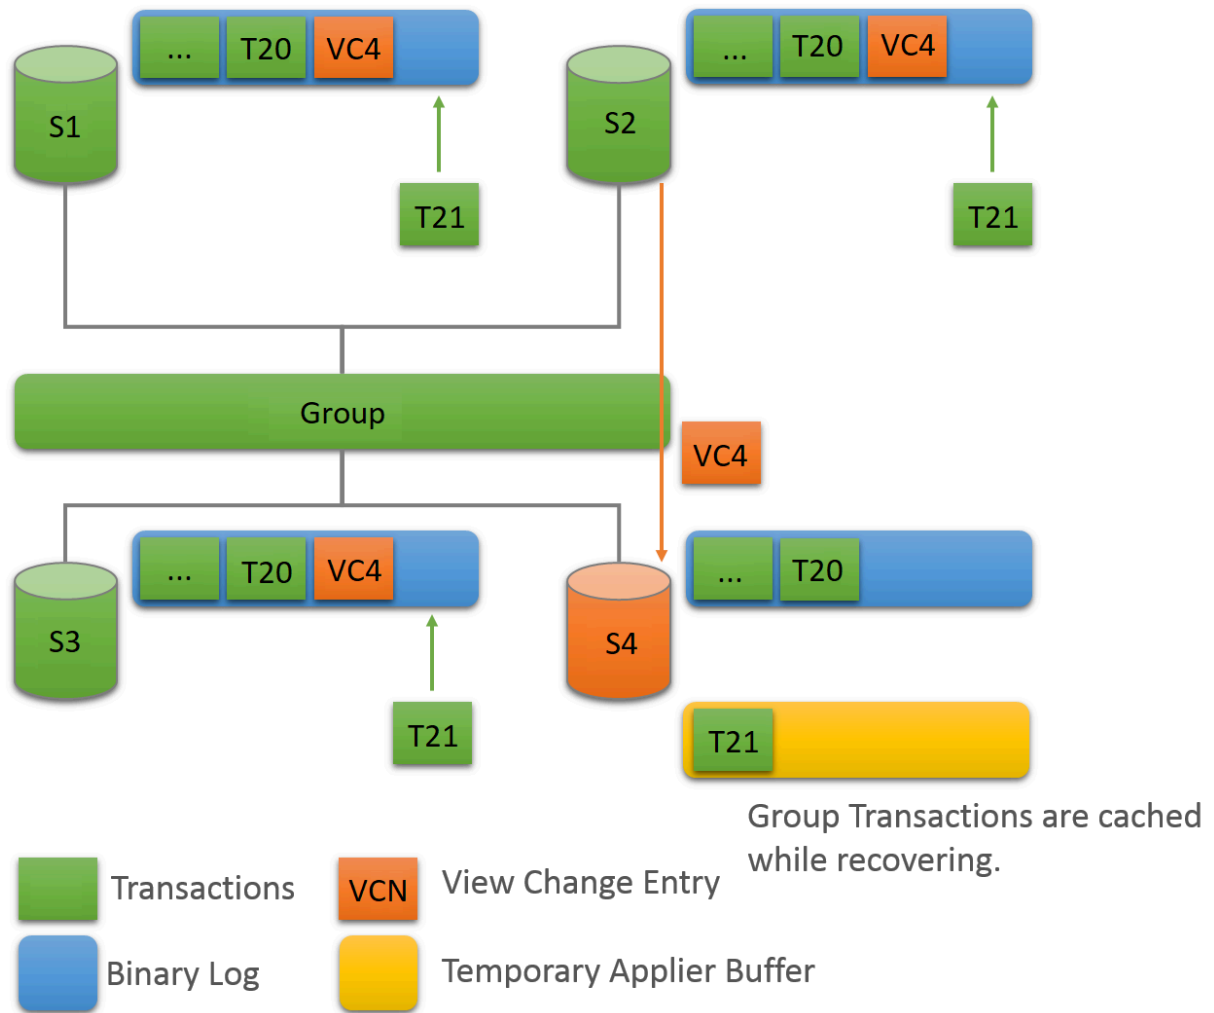 ... T20 VC4
... T20 VC4
S1
S2
T21
T21
Group
VC4
... T20 VC4
... T20
S3
S4
T21
T21
Group Transactions are cached
while recovering.
Transactions
VCN View Change Entry
Binary Log
Temporary Applier Buffer